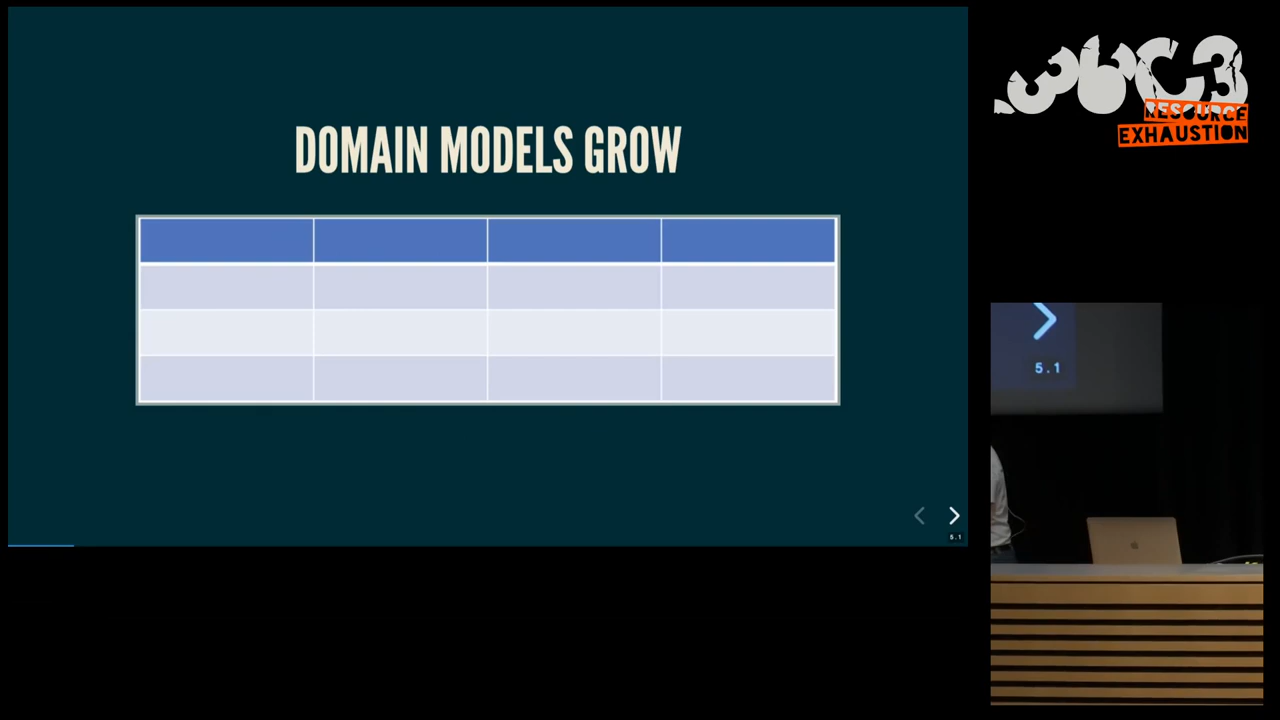 DOMAIN MODELS GROW
5.1
36C3
RESOURCE
EXHAUSTION
5.1